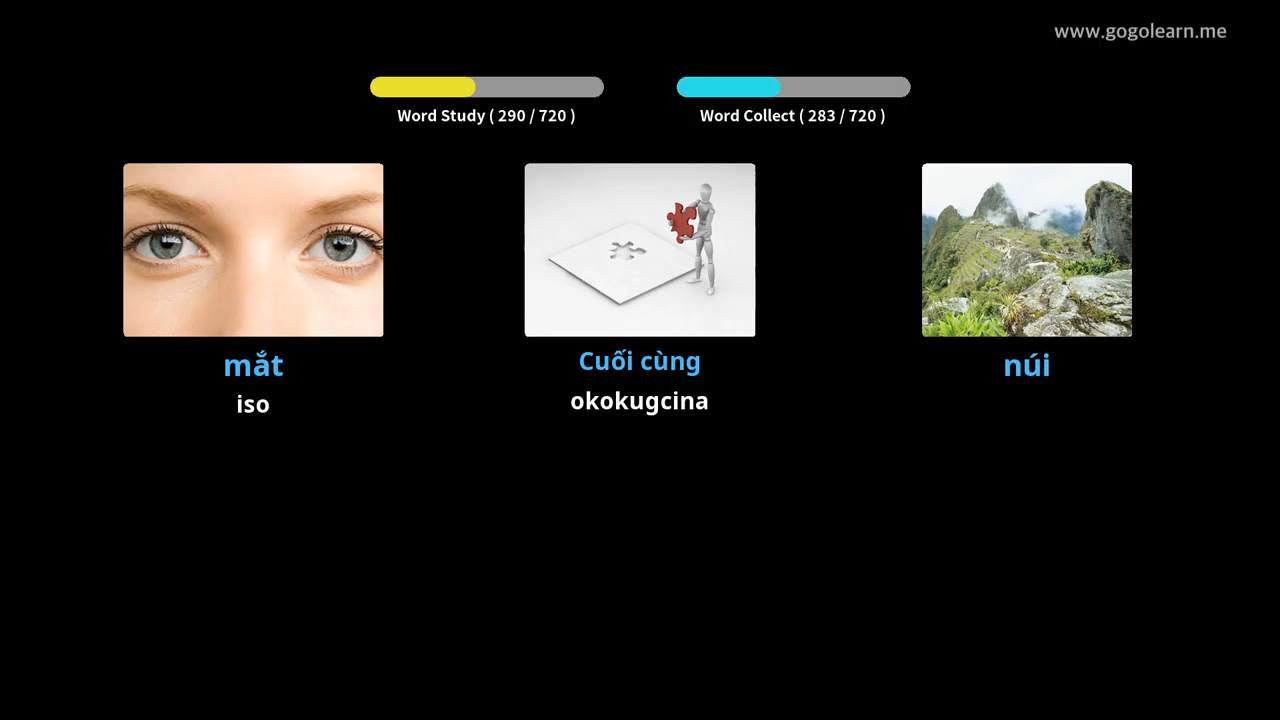 www.gogolearn.me
Word Study ( 290 / 720 )
Word Collect ( 283 / 720 )
mắt
iso
Cuối cùng
okokugcina
núi